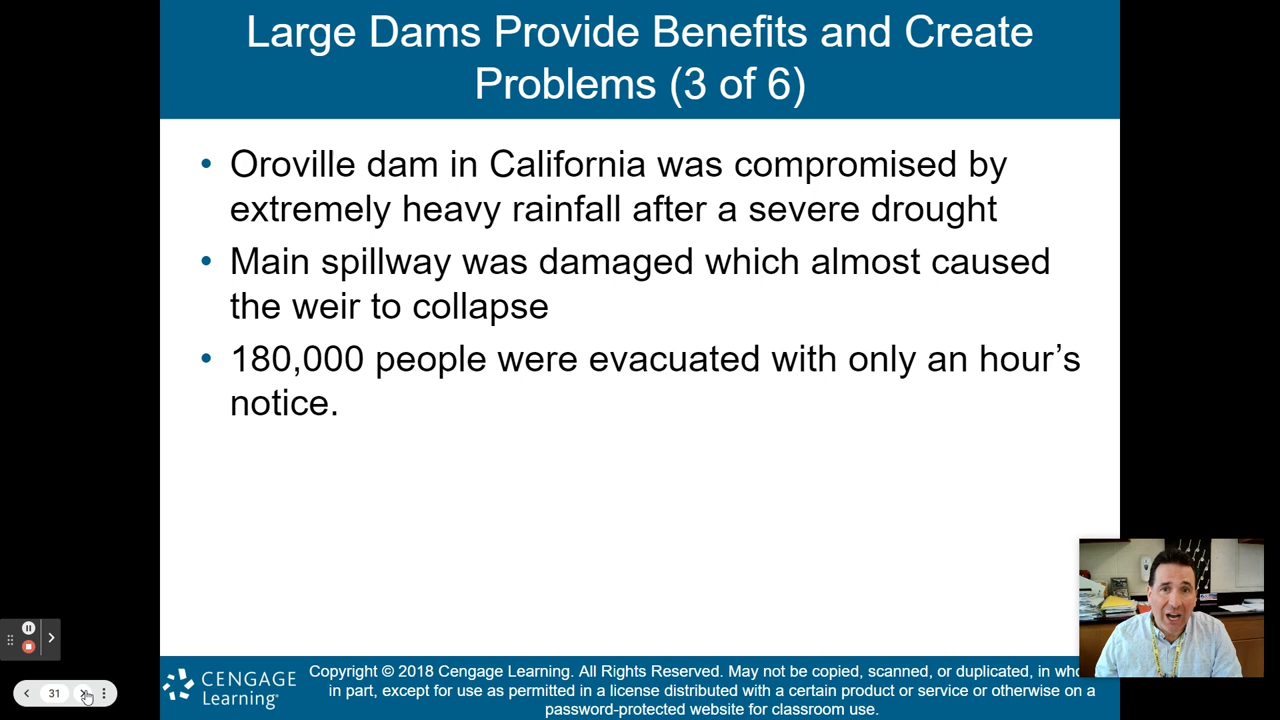 Large Dams Provide Benefits and Create
Problems (3 of 6)
• Oroville dam in California was compromised by
extremely heavy rainfall after a severe drought
• Main spillway was damaged which almost caused
the weir to collapse
• 180,000 people were evacuated with only an hour’s
notice.
31
CENGAGE
Learning®
Copyright © 2018 Cengage Learning. All Rights Reserved. May not be copied, scanned, or duplicated, in
in part, except for use as permitted in a license distributed with a certain product or service or otherwise on a
password-protected website for classroom use.